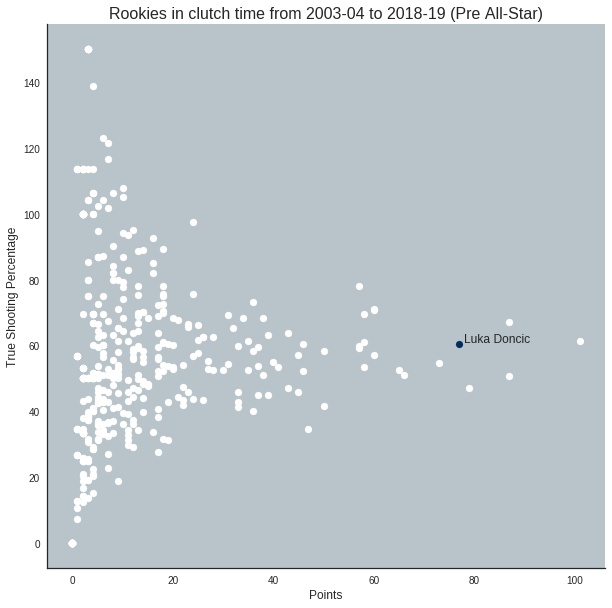 Rookies in clutch time from 2003-04 to 2018-19 (Pre All-Star)
140
120
100
80
60
40
20
0
True Shooting Percentage
Luka Doncic
0 20 40 60 80 100
Points